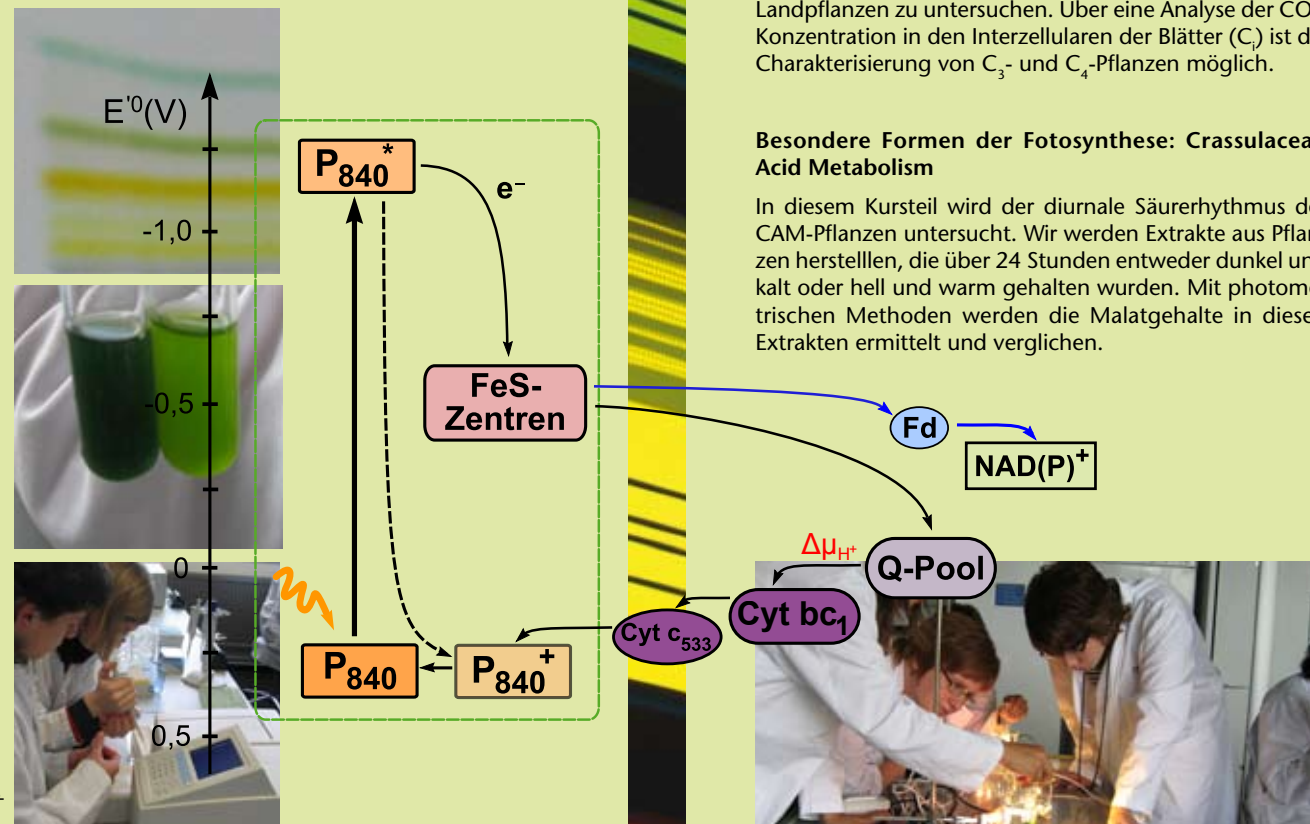 Landpflanzen zu untersuchen. Über eine Analyse der CO
Konzentration in den Interzellularen der Blätter (Cᵢ) ist d
Charakterisierung von C₃- und C₄-Pflanzen möglich.
Besondere Formen der Fotosynthese: Crassulacea
Acid Metabolism
In diesem Kursteil wird der diurnale Säurerhythmus d
CAM-Pflanzen untersucht. Wir werden Extrakte aus Pflan
zen herstelllen, die über 24 Stunden entweder dunkel un
kalt oder hell und warm gehalten wurden. Mit photome
trischen Methoden werden die Malatgehalte in diese
Extrakten ermittelt und verglichen.
E'⁰(V)
-1,0
-0,5
0
0,5
P₈₄₀*
e⁻
FeS-
Zentren
Fd
NAD(P)⁺
Q-Pool
Δμ_H⁺
Cyt bc₁
Cyt c₅₃₃
P₈₄₀⁺
P₈₄₀